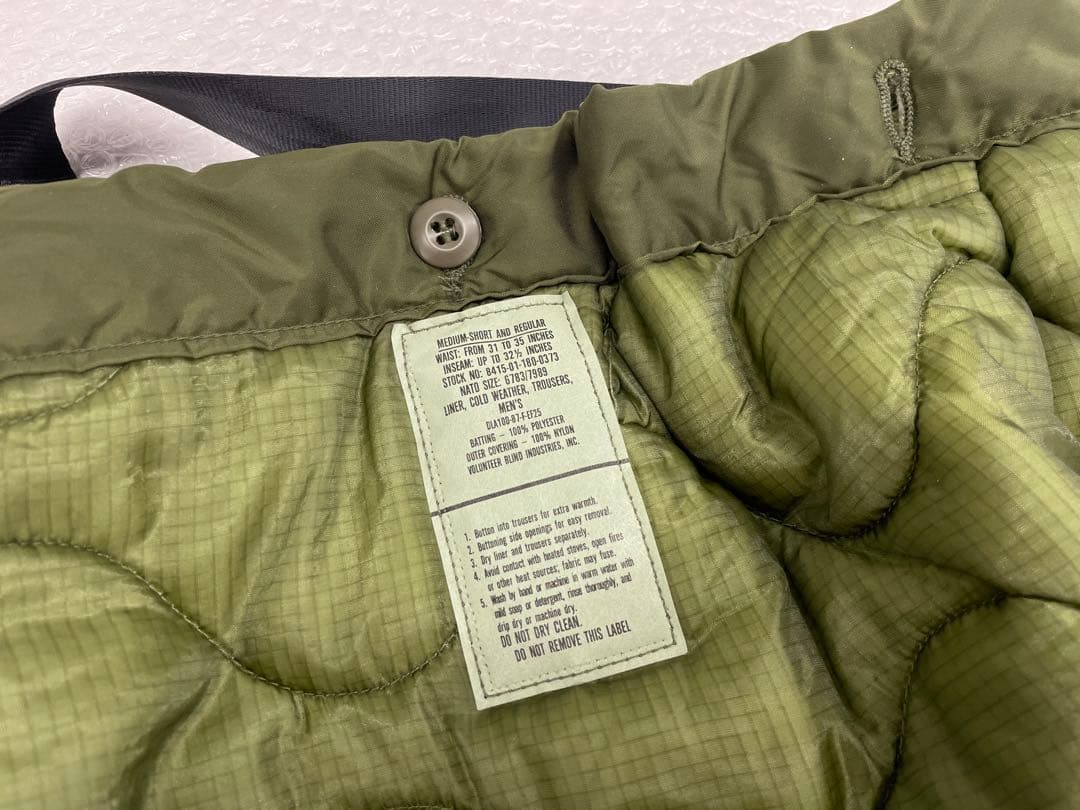 MEDIUM-SHORT AND REGULAR
WAIST: FROM 31 TO 35 INCHES
INSEAM: UP TO 32½ INCHES
STOCK NO: 8415-01-180-0373
NATO SIZE: 6783/7989
LINER, COLD WEATHER, TROUSERS,
MEN'S
DLA100-87-F-EF25
BATTING - 100% POLYESTER
OUTER COVERING - 100% NYLON
VOLUNTEER BLIND INDUSTRIES, INC.
1. Button into trousers for extra warmth.
2. Buttoning side openings for easy removal.
3. Dry liner and trousers separately.
4. Avoid contact with heated stoves, open fires
or other heat sources; fabric may fuse.
5. Wash by hand or machine in warm water with
mild soap or detergent, rinse thoroughly, and
drip dry or machine dry.
DO NOT DRY CLEAN.
DO NOT REMOVE THIS LABEL